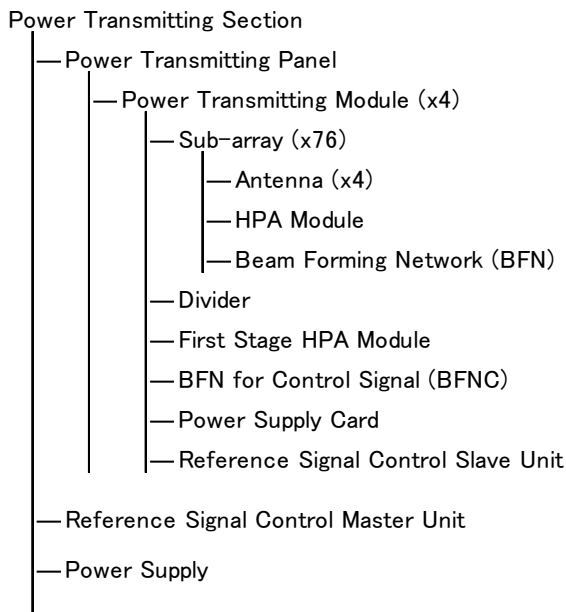 Power Transmitting Section
Power Transmitting Panel
Power Transmitting Module (x4)
Sub-array (x76)
Antenna (x4)
HPA Module
Beam Forming Network (BFN)
Divider
First Stage HPA Module
BFN for Control Signal (BFNC)
Power Supply Card
Reference Signal Control Slave Unit
Reference Signal Control Master Unit
Power Supply